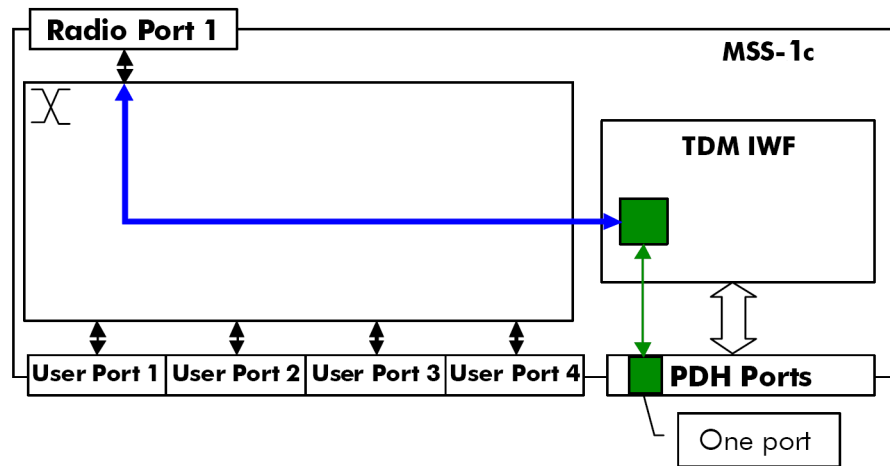 Radio Port 1
MSS-1c
TDM IWF
User Port 1
User Port 2
User Port 3
User Port 4
PDH Ports
One port